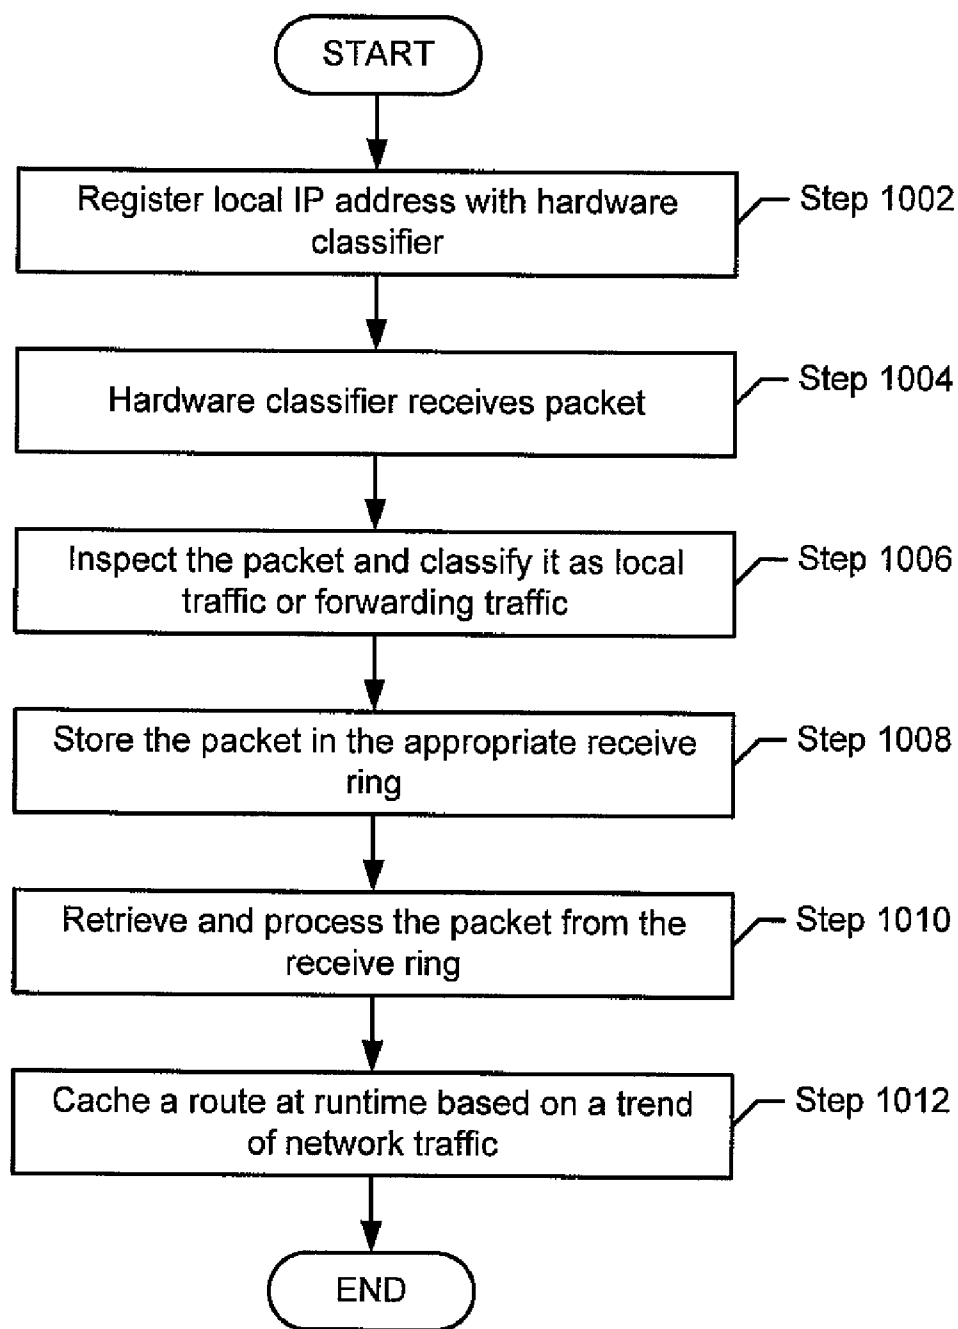 START
Register local IP address with hardware
classifier
Step 1002
Hardware classifier receives packet
Step 1004
Inspect the packet and classify it as local
traffic or forwarding traffic
Step 1006
Store the packet in the appropriate receive
ring
Step 1008
Retrieve and process the packet from the
receive ring
Step 1010
Cache a route at runtime based on a trend
of network traffic
Step 1012
END